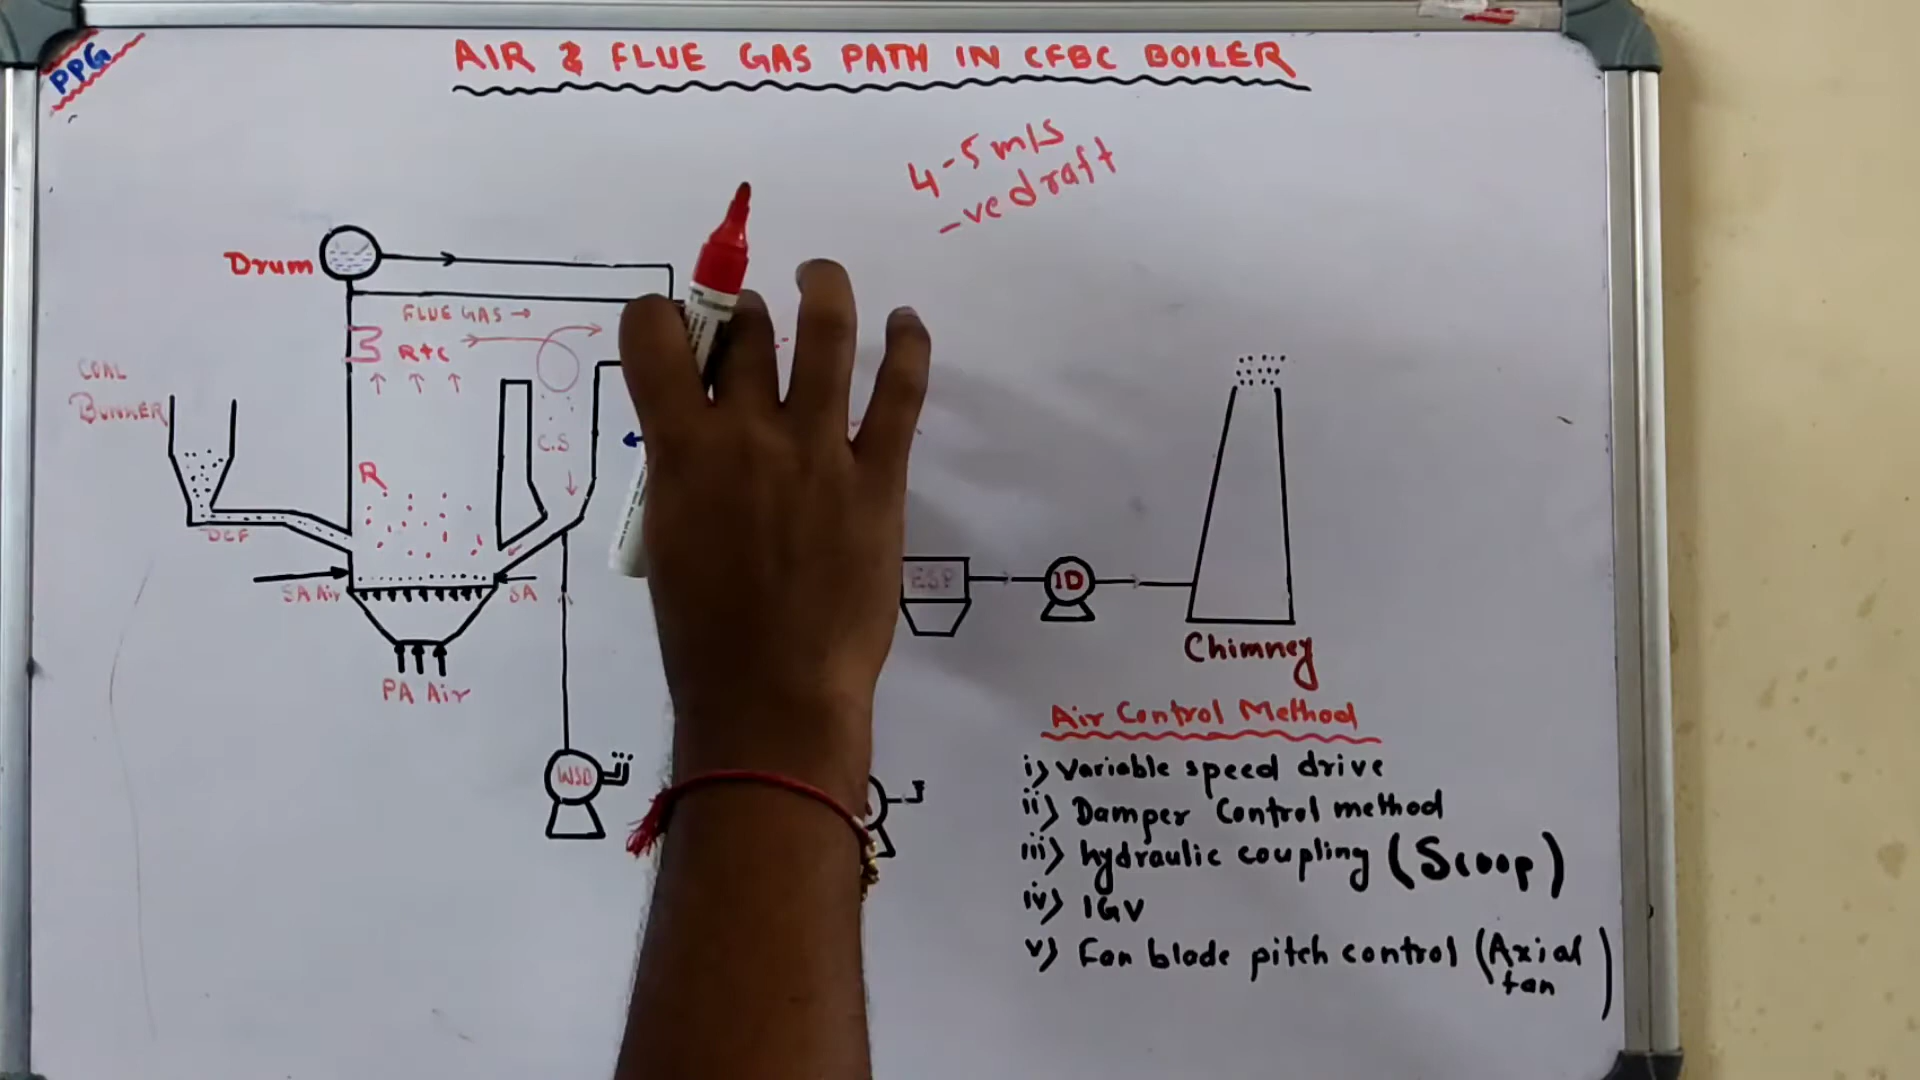 PPG
AIR & FLUE GAS PATH IN CFBC BOILER
4-5 m/s
-ve draft
Drum
FLUE GAS →
R+C
COAL
BUNKER
C.S
R
DCF
SA Air
SA
PA Air
ESP
ID
Chimney
Air Control Method
i) Variable speed drive
WSB
ii) Damper Control method
iii) hydraulic coupling (Scoop)
iv) IGV
v) Fan blade pitch control (Axial
fan)